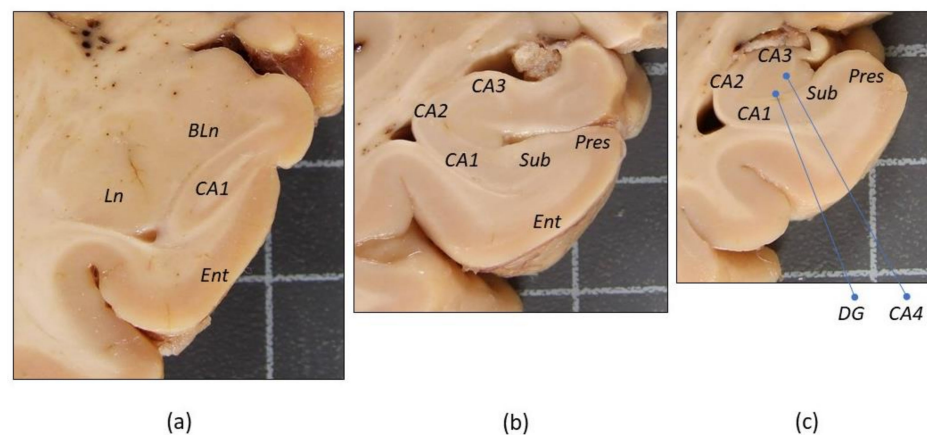 BLn
Ln
CA1
Ent
CA3
CA2
CA1
Sub
Pres
Ent
CA3
CA2
Pres
Sub
CA1
DG
CA4
(a)
(b)
(c)